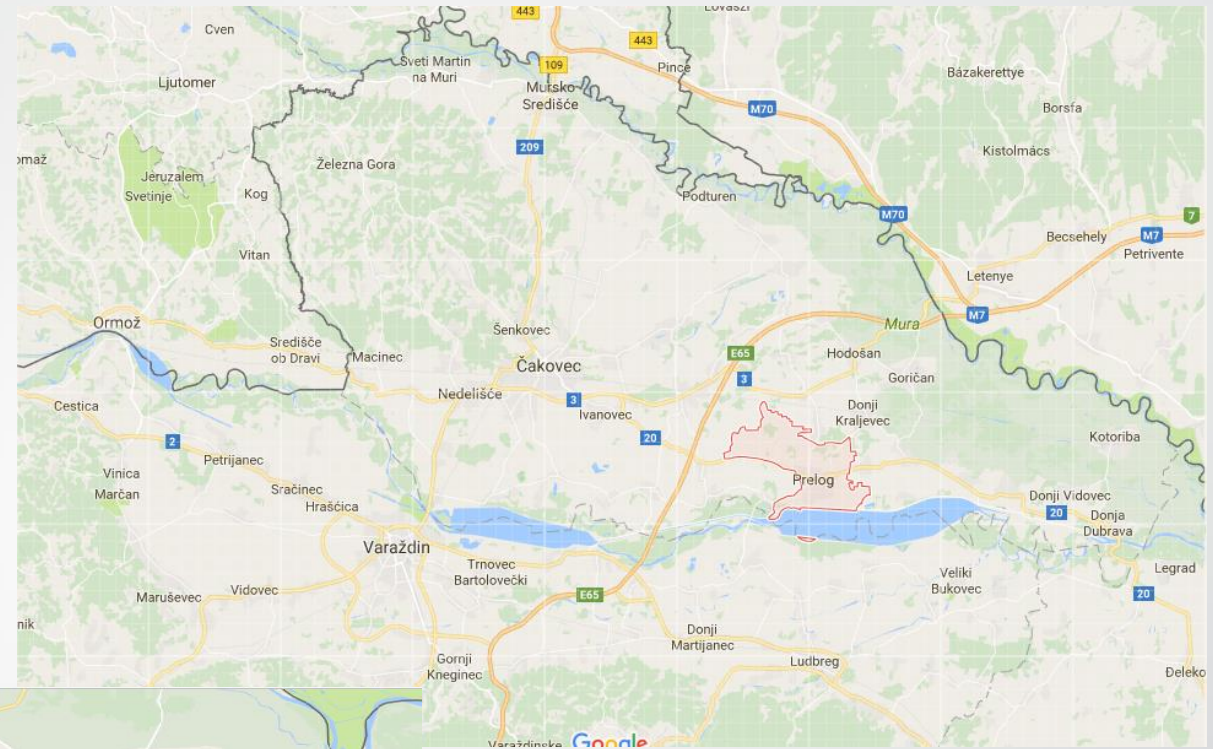 443
Lovászi
Cven
443
Sveti Martin
na Muri
109
Pince
Ljutomer
Bázakerettye
Mursko
Središče
M70
Borsfa
209
Kistolmács
Železna Gora
Jeruzalem
Svetinje
Kog
Podturen
M70
7
Becsehely
M7
Petrivente
Vitan
Letenye
M7
Ormož
Mura
Šenkovec
Središče
ob Dravi
Macinec
E65
Hodošan
Čakovec
3
Goričan
Nedelišće
3
Cestica
Ivanovec
Donji
Kraljevec
20
Kotoriba
2
Petrijanec
Vinica
Marčan
Prelog
Sračinec
Hrašćica
Donji Vidovec
20
Donja
Dubrava
Varaždin
Trnovec
Bartolovečki
Legrad
Veliki
Bukovec
Vidovec
Maruševec
E65
20
Donji
Martijanec
Gornji
Kneginec
Ludbreg
Varaždinske
Google